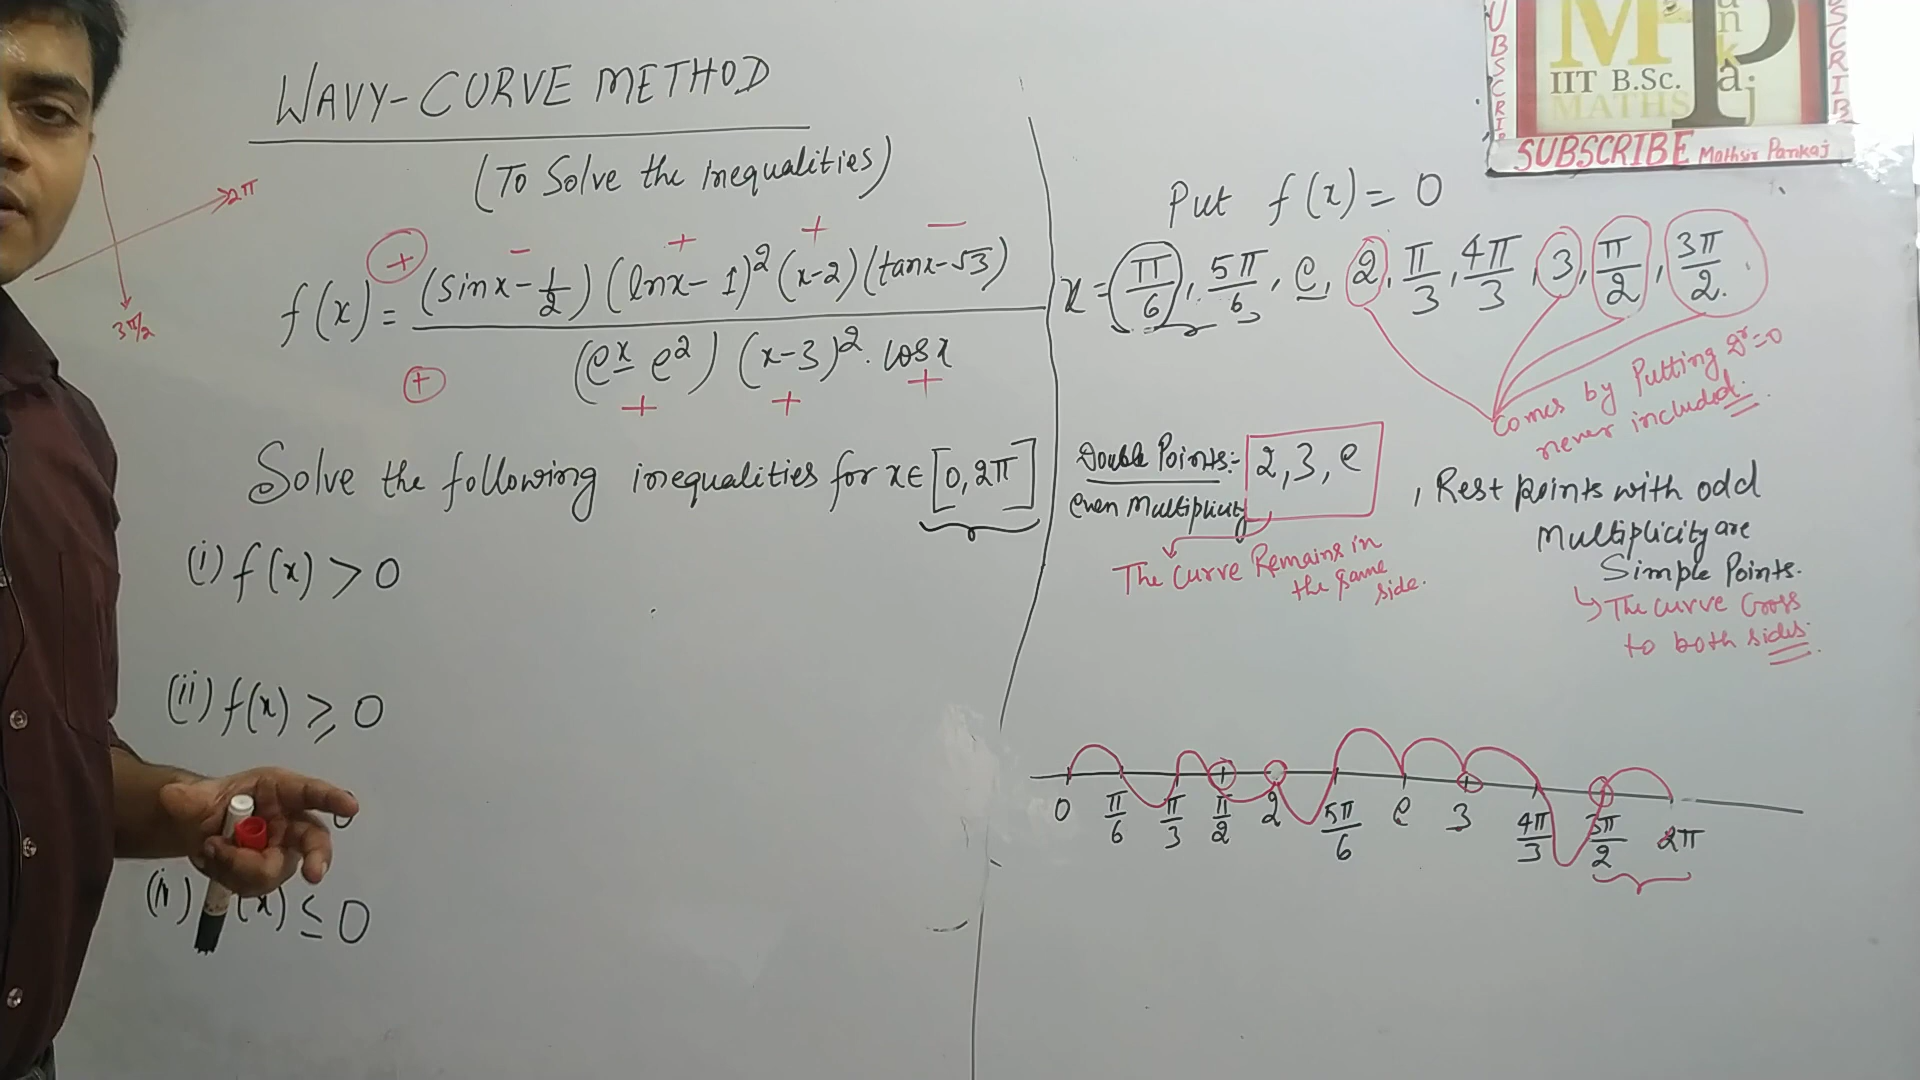 WAVY-CURVE METHOD
(To Solve the inequalities)
2π
3π/2
+ - + + -
f(x) = (sinx - 1/2) (lnx - 1)² (x-2) (tanx-√3) / (eˣ - e²) (x-3)² . cosx
+ + + +
Solve the following inequalities for x∈ [0, 2π]
(i) f(x) > 0
(ii) f(x) ⩾ 0
(x) ≤ 0
SUBSCRIBE
M P
an
k
aj
IIT B.Sc.
MATHS
SUBSCRIBE Mathsir Pankaj
Put f(x) = 0
x = π/6, 5π/6, e, 2, π/3, 4π/3, 3, π/2, 3π/2.
Comes by Putting Dʳ=0
never included.
Double Points:- 2, 3, e
even Multiplicity
The Curve Remains in
the same
side.
, Rest points with odd
Multiplicity are
Simple Points.
↳ The curve Cross
to both sides.
0 π/6 π/3 π/2 2 5π/6 e 3 4π/3 3π/2 2π